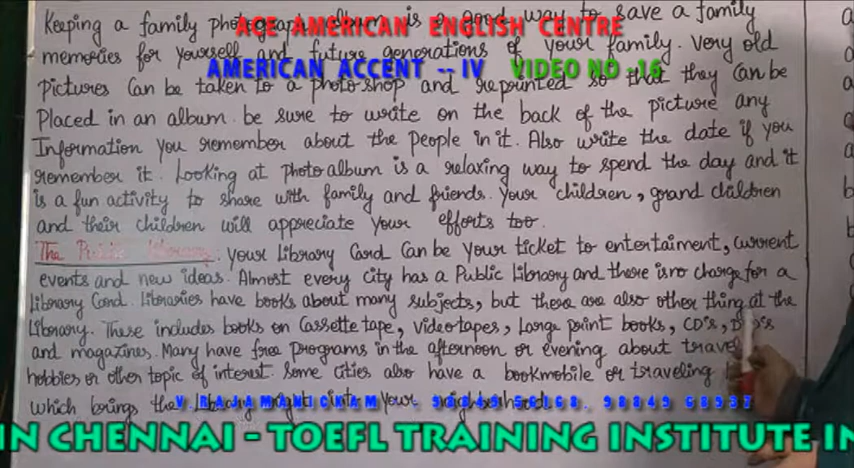 Keeping a family photograph album is a good way to save a family
ACE AMERICAN ENGLISH CENTRE
memories for yourself and future generations of your family. Very old
AMERICAN ACCENT -- IV VIDEO NO -16
pictures Can be taken to a photo shop and reprinted so that they Can be
Placed in an album. be sure to write on the back of the picture any
Information you remember about the people in it. Also write the date if you
remember it. Looking at photo album is a relaxing way to spend the day and it
is a fun activity to share with family and friends. Your children, grand children
and their children will appreciate your efforts too.
The Public Library: your Library Card Can be your ticket to entertaiment, current
events and new ideas. Almost every city has a Public Library and there is no charge for a
Library Card. Libraries have books about many subjects, but there are also other thing at the
Library. These includes books on Cassette tape, video tapes, Large print books, CD's,
and magazines. Many have free programs in the afternoon or evening about travel
hobbies or other topic of interest. Some cities also have a bookmobile or traveling
which brings the Library right into your neighborhood.
V. RAJAMANICKAM
IN CHENNAI - TOEFL TRAINING INSTITUTE IN